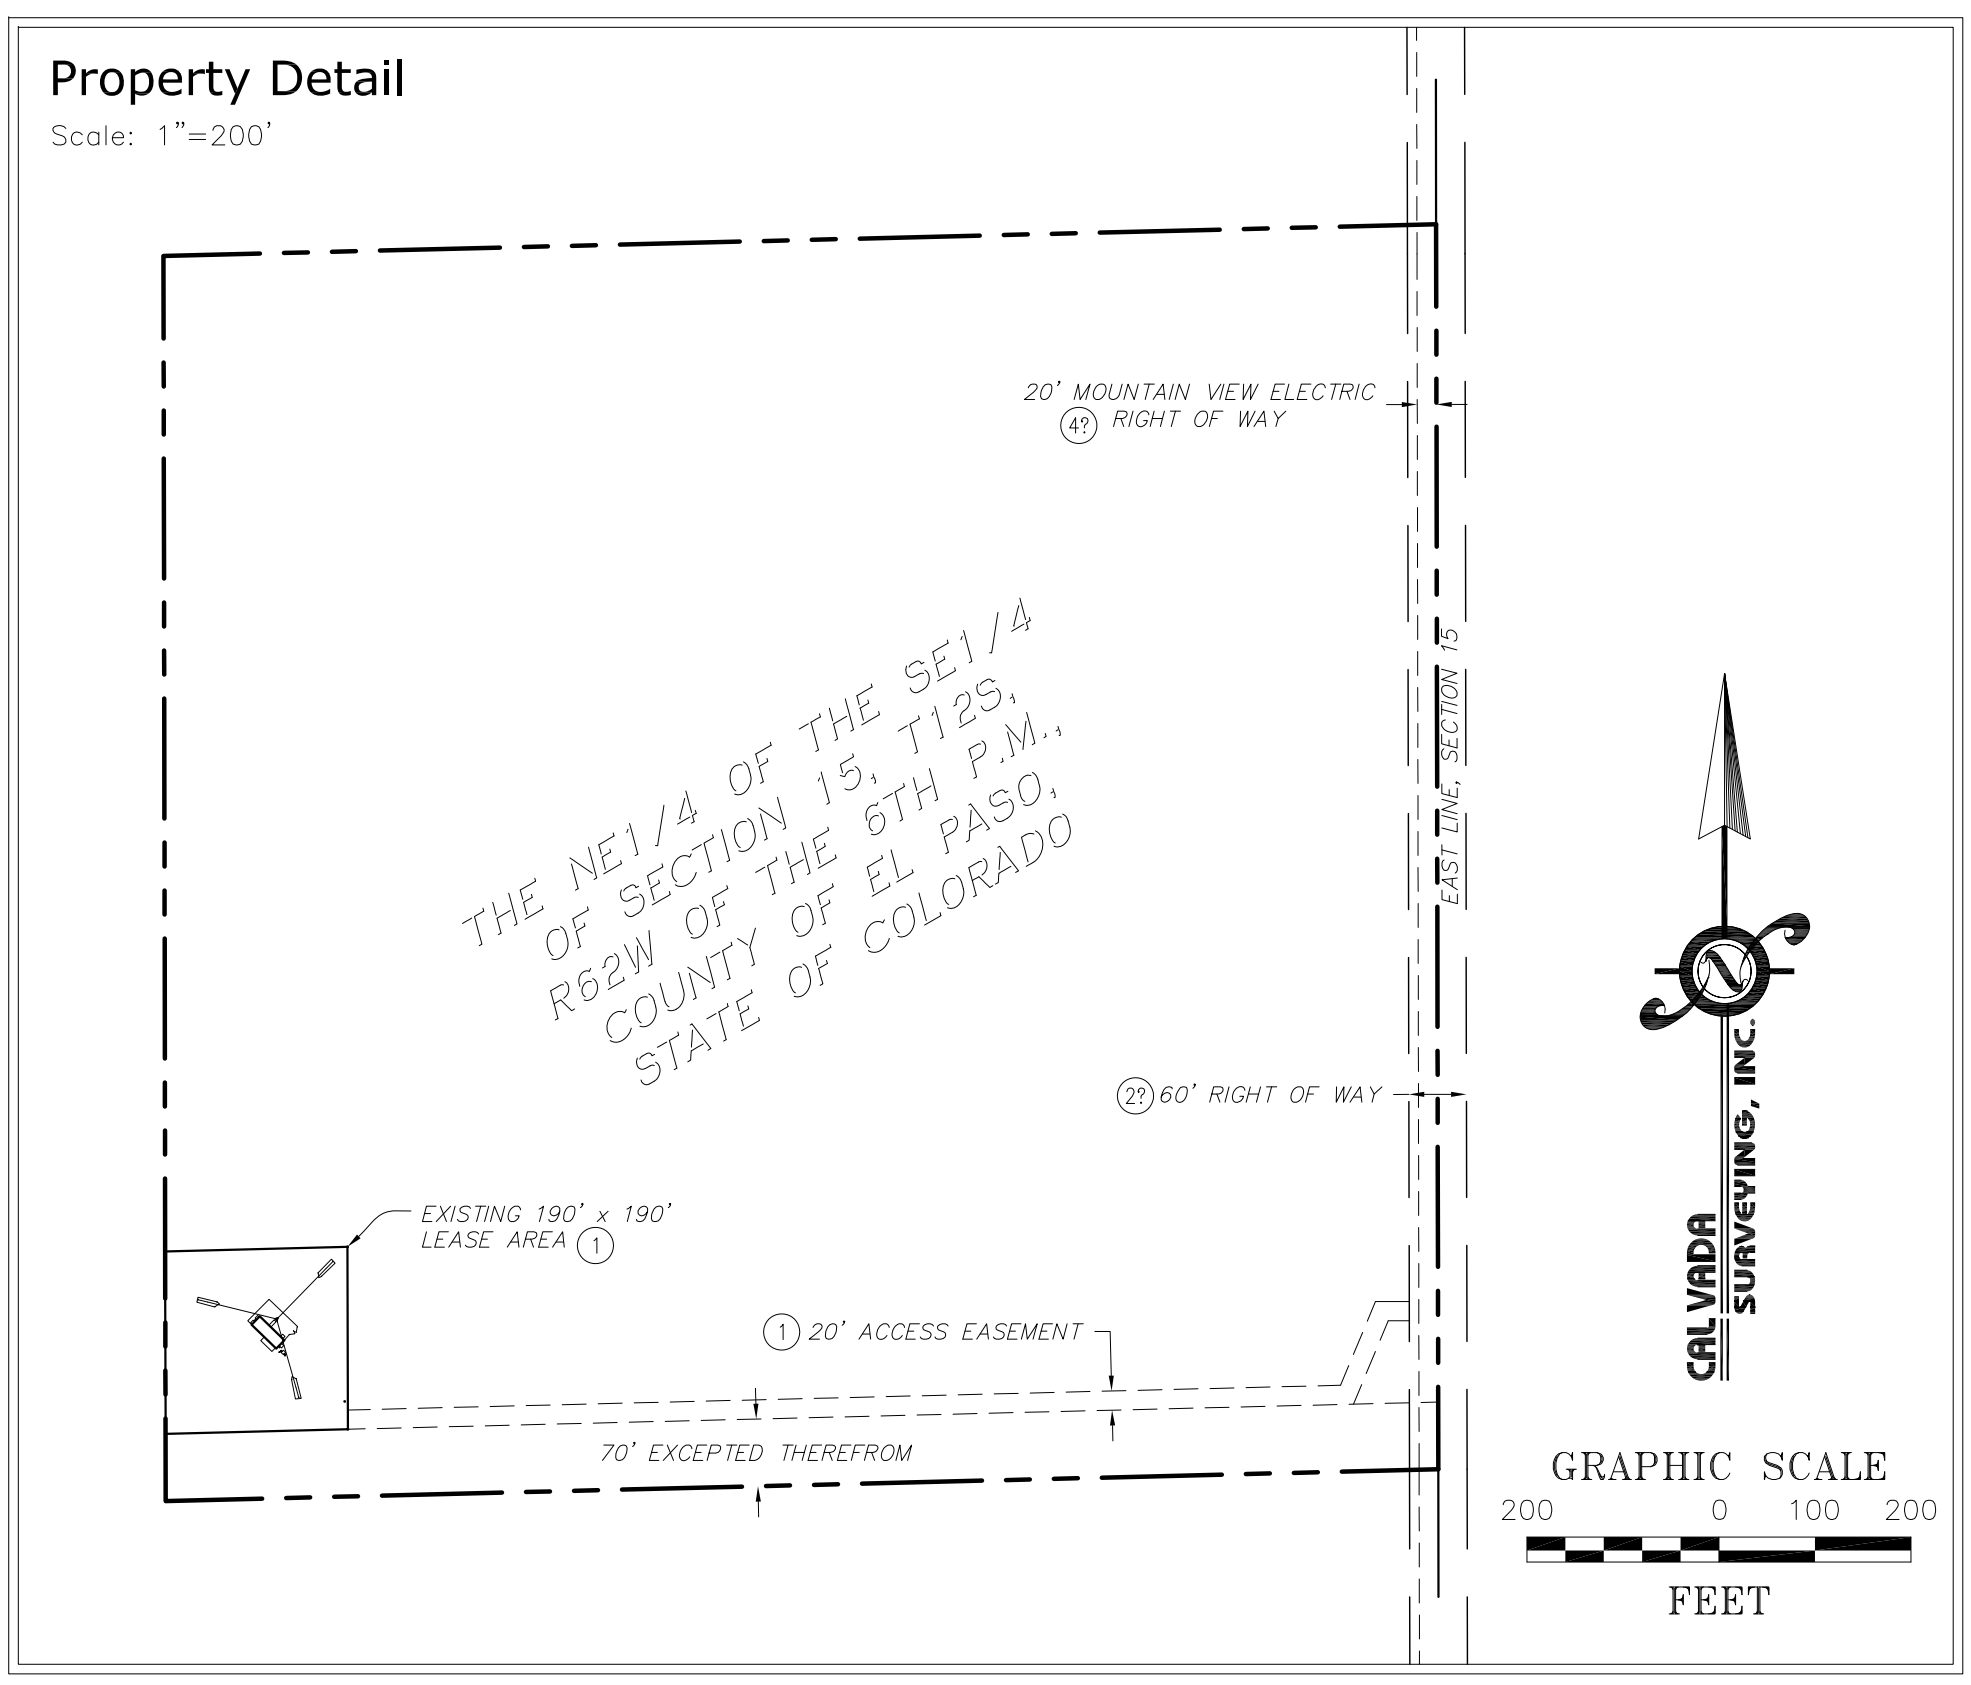 Property Detail
Scale: 1"=200'
20' MOUNTAIN VIEW ELECTRIC
4? RIGHT OF WAY
THE NE1/4 OF THE SE1/4
OF SECTION 15, T12S,
R62W OF THE 6TH P.M.,
COUNTY OF EL PASO,
STATE OF COLORADO
EAST LINE, SECTION 15
2? 60' RIGHT OF WAY
EXISTING 190' x 190'
LEASE AREA 1
1 20' ACCESS EASEMENT
70' EXCEPTED THEREFROM
N
CALVADA
SURVEYING, INC.
GRAPHIC SCALE
200 0 100 200
FEET